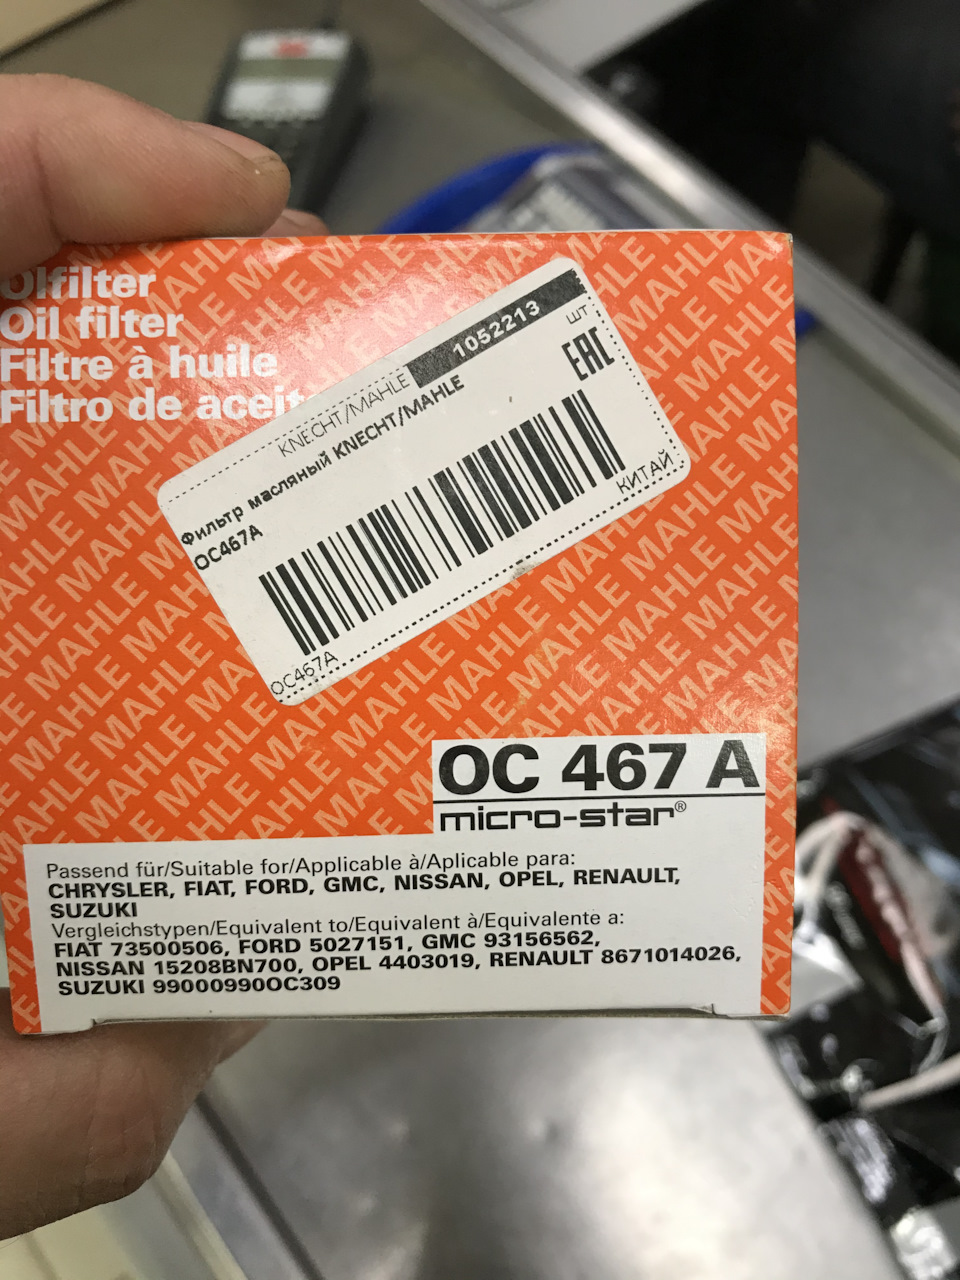 Ölfilter
Oil filter
Filtre à huile
Filtro de aceit
KNECHT/MAHLE
1052213
шт
Фильтр масляный KNECHT/MAHLE
OC467A
EAC
OC467A
КИТАЙ
OC 467 A
micro-star®
Passend für/Suitable for/Applicable à/Aplicable para:
CHRYSLER, FIAT, FORD, GMC, NISSAN, OPEL, RENAULT,
SUZUKI
Vergleichstypen/Equivalent to/Equivalent à/Equivalente a:
FIAT 73500506, FORD 5027151, GMC 93156562,
NISSAN 15208BN700, OPEL 4403019, RENAULT 8671014026,
SUZUKI 99000990OC309
MAHLE